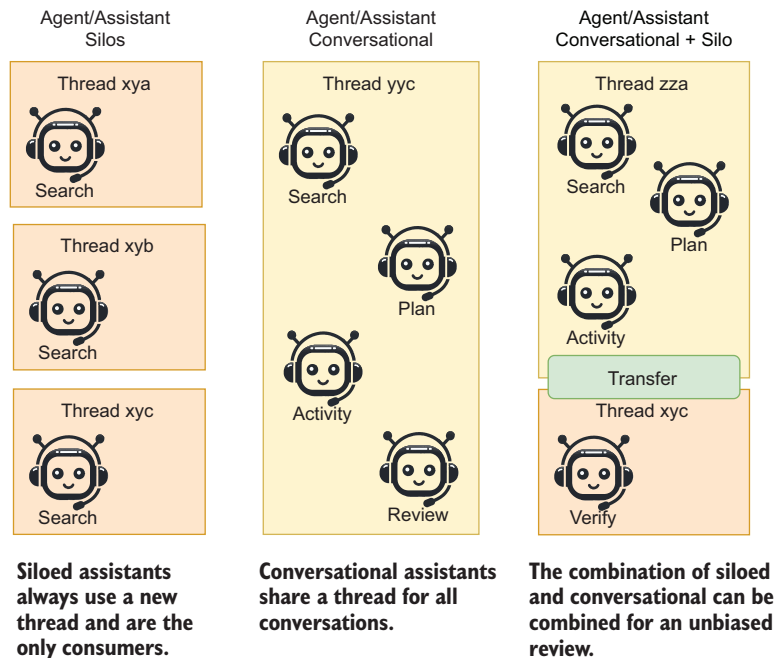 Agent/Assistant
Silos
Thread xya
Search
Thread xyb
Search
Thread xyc
Search
Siloed assistants
always use a new
thread and are the
only consumers.
Agent/Assistant
Conversational
Thread yyc
Search
Plan
Activity
Review
Conversational assistants
share a thread for all
conversations.
Agent/Assistant
Conversational + Silo
Thread zza
Search
Plan
Activity
Transfer
Thread xyc
Verify
The combination of siloed
and conversational can be
combined for an unbiased
review.